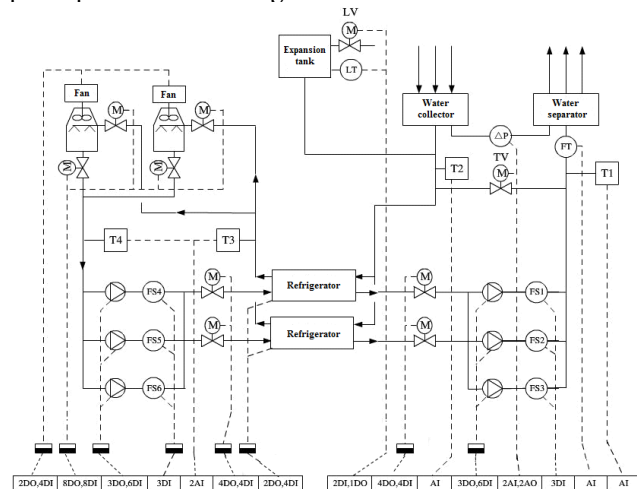 LV
M
Expansion
tank
LT
Fan
Fan
M
M
M
M
Water
collector
Water
separator
△P
FT
TV
M
T2
T1
T4
T3
M
M
Refrigerator
Refrigerator
M
M
FS4
FS5
FS6
FS1
FS2
FS3
2DO,4DI
8DO,8DI
3DO,6DI
3DI
2AI
4DO,4DI
2DO,4DI
2DI,1DO
4DO,4DI
AI
3DO,6DI
2AI,2AO
3DI
AI
AI